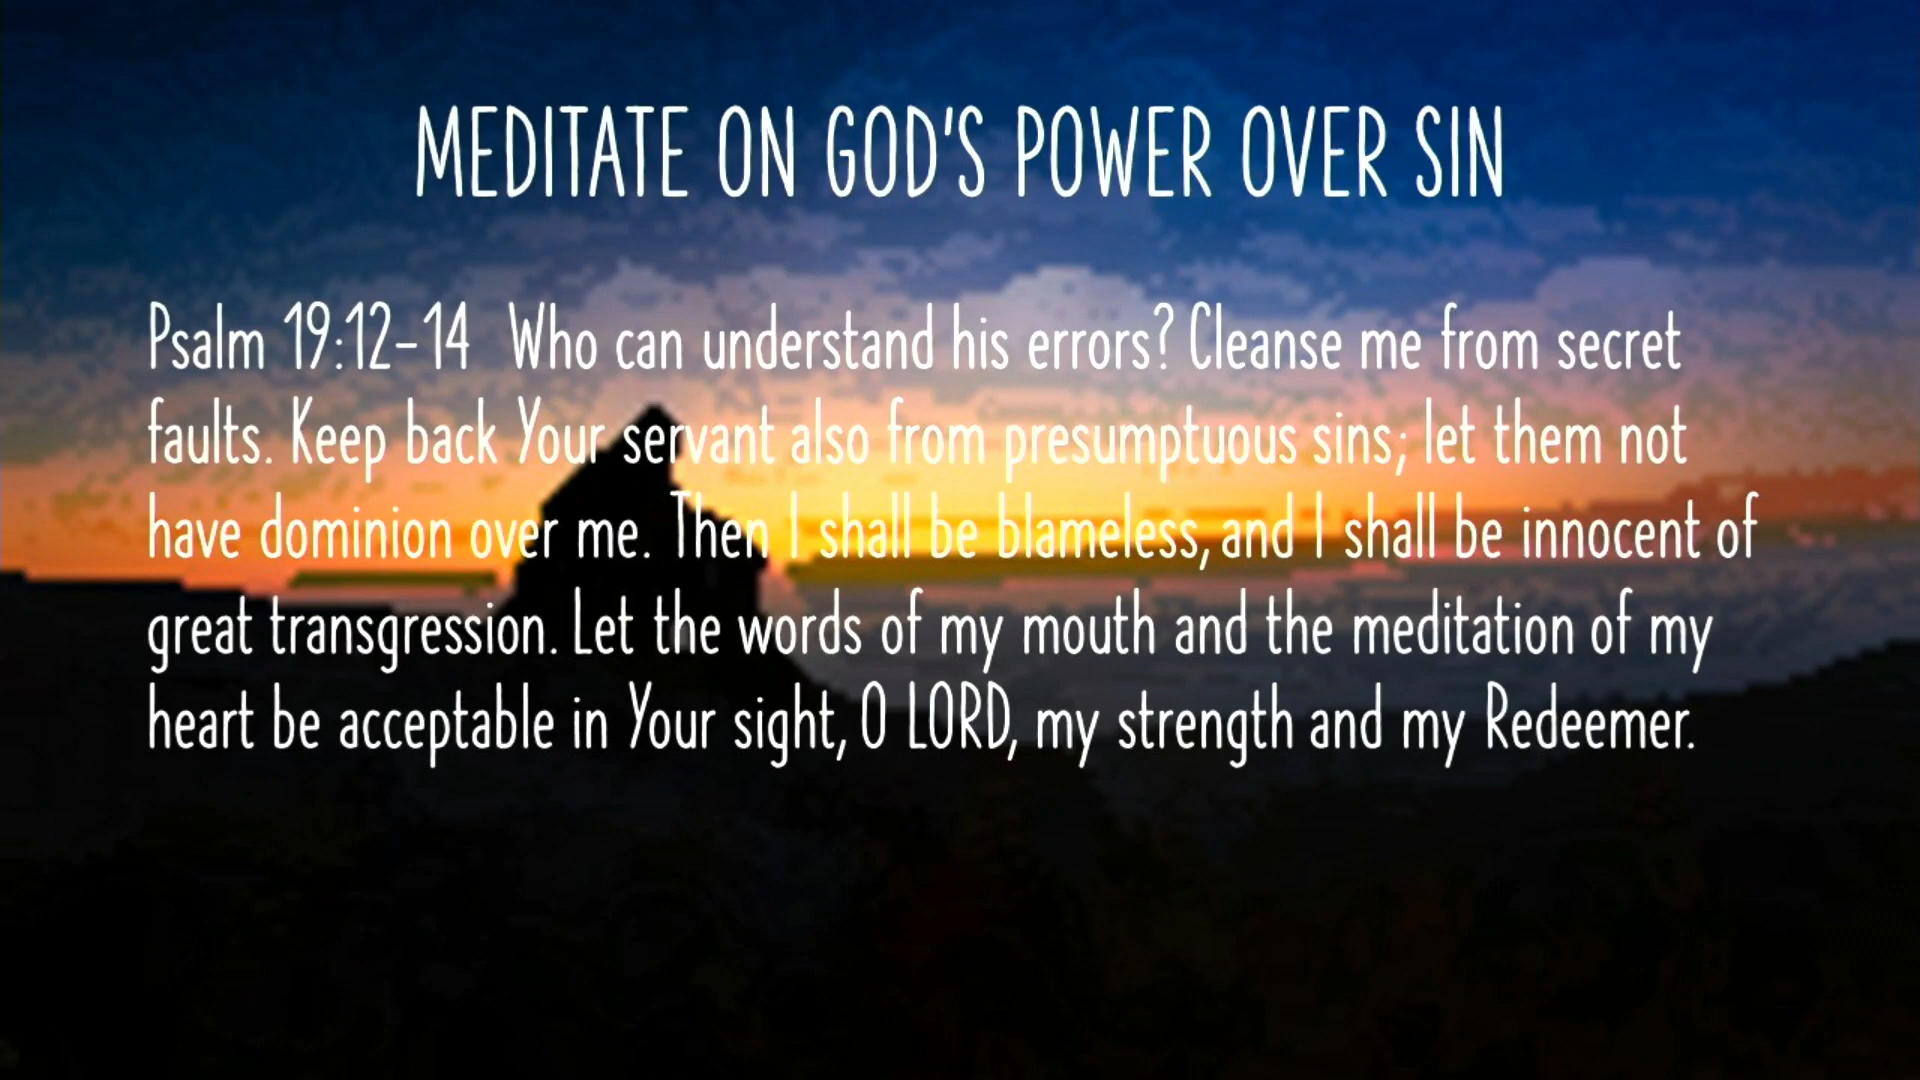 MEDITATE ON GOD'S POWER OVER SIN
Psalm 19:12-14 Who can understand his errors? Cleanse me from secret
faults. Keep back Your servant also from presumptuous sins; let them not
have dominion over me. Then I shall be blameless, and I shall be innocent of
great transgression. Let the words of my mouth and the meditation of my
heart be acceptable in Your sight, O LORD, my strength and my Redeemer.